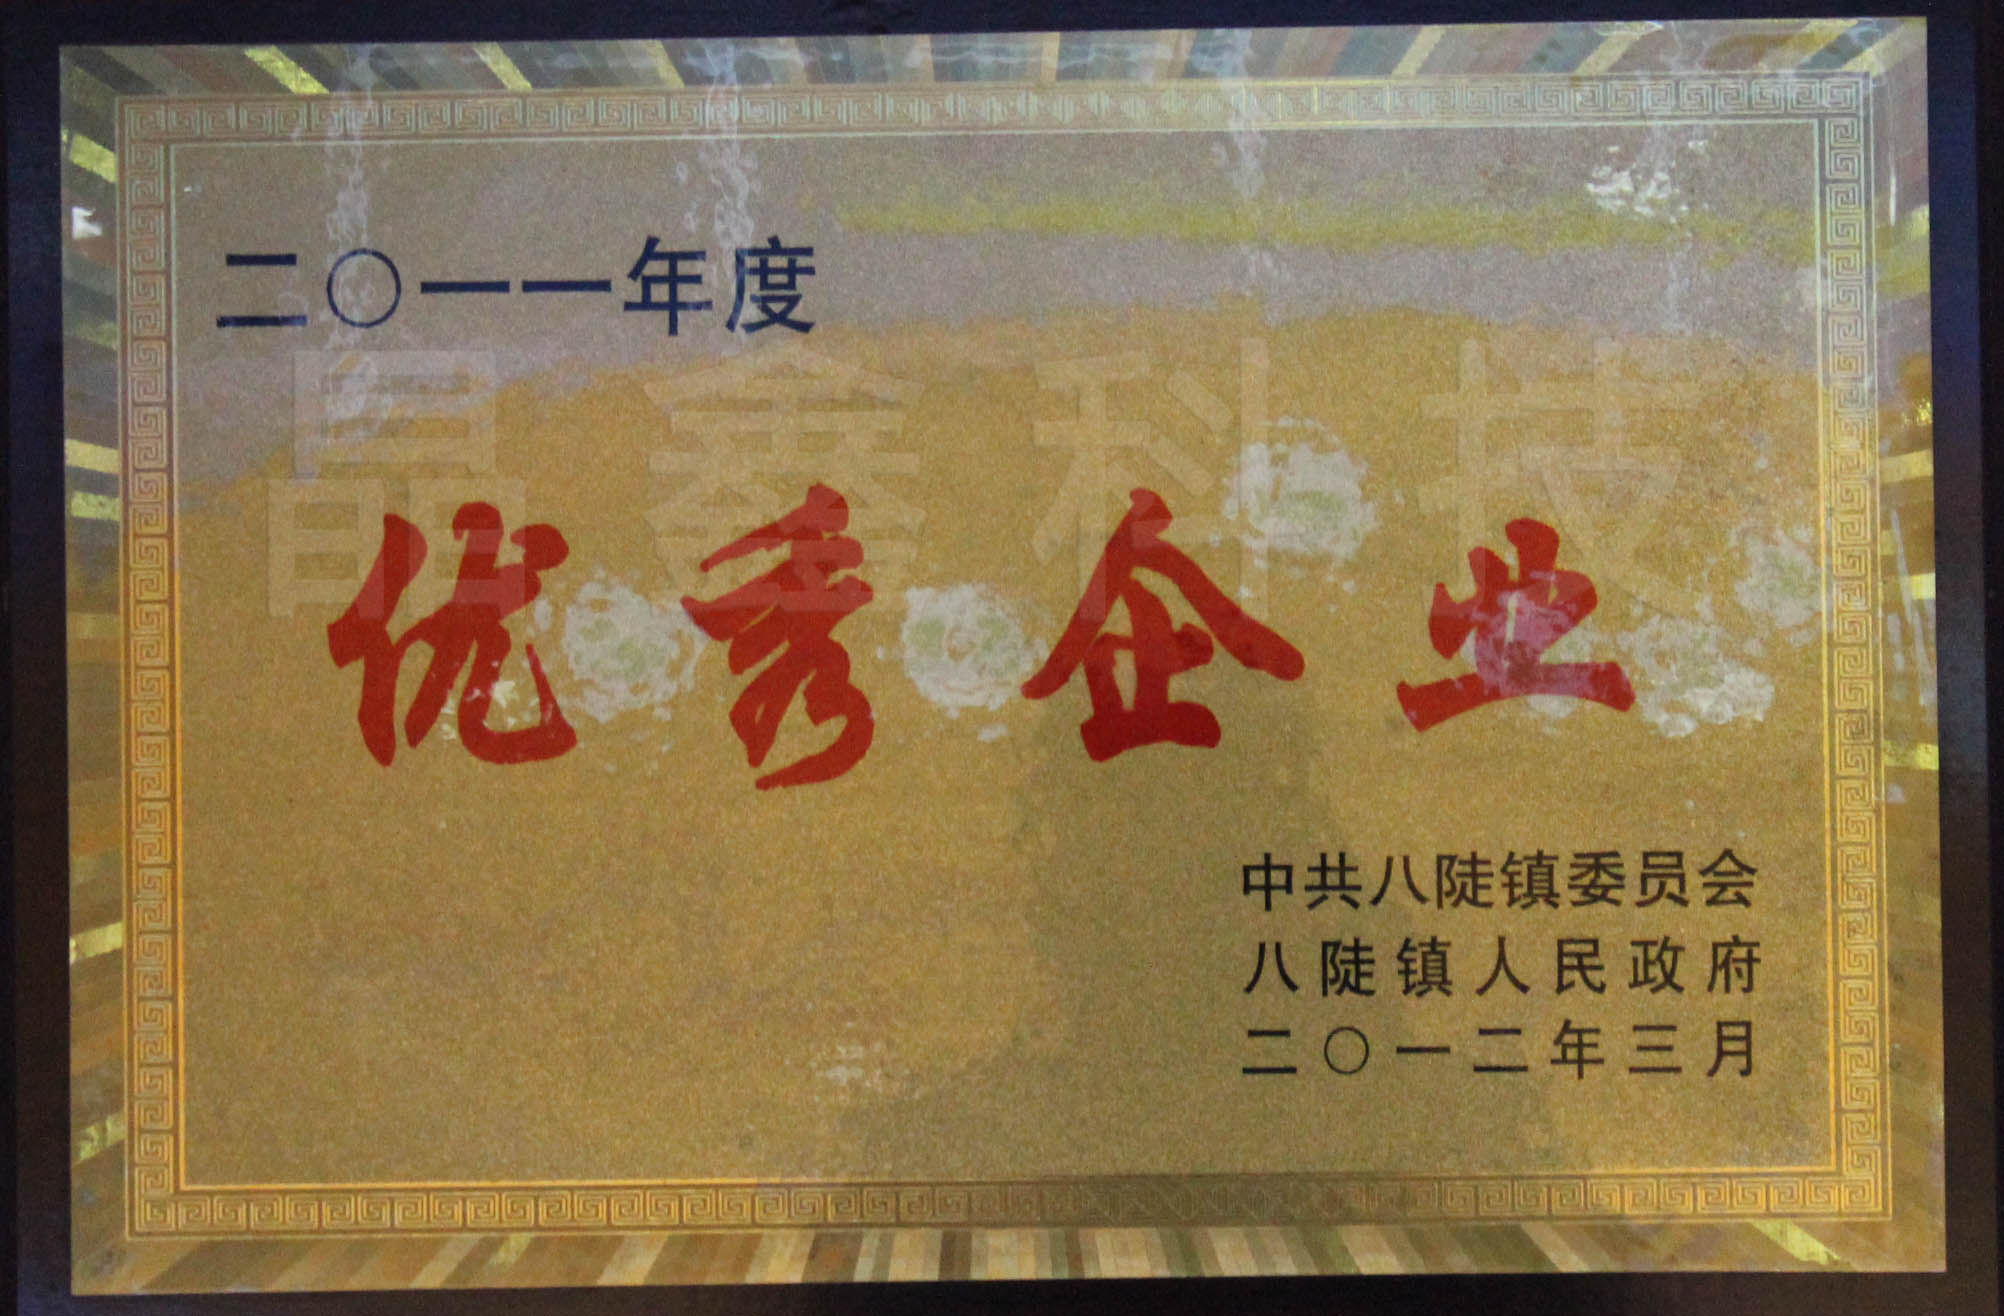 二〇一一年度
晶鑫科技
优秀企业
中共八陡镇委员会
八陡镇人民政府
二〇一二年三月